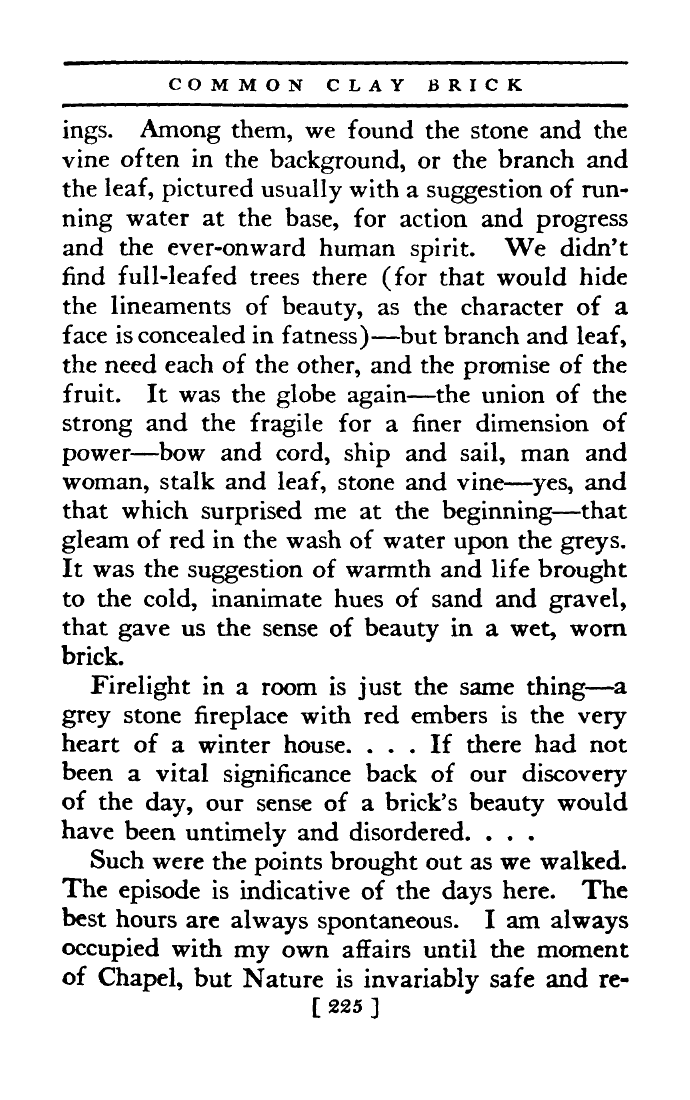 COMMON CLAY BRICK
ings. Among them, we found the stone and the
vine often in the background, or the branch and
the leaf, pictured usually with a suggestion of run-
ning water at the base, for action and progress
and the ever-onward human spirit. We didn't
find full-leafed trees there (for that would hide
the lineaments of beauty, as the character of a
face is concealed in fatness)—but branch and leaf,
the need each of the other, and the promise of the
fruit. It was the globe again—the union of the
strong and the fragile for a finer dimension of
power—bow and cord, ship and sail, man and
woman, stalk and leaf, stone and vine—yes, and
that which surprised me at the beginning—that
gleam of red in the wash of water upon the greys.
It was the suggestion of warmth and life brought
to the cold, inanimate hues of sand and gravel,
that gave us the sense of beauty in a wet, worn
brick.
Firelight in a room is just the same thing—a
grey stone fireplace with red embers is the very
heart of a winter house. . . . If there had not
been a vital significance back of our discovery
of the day, our sense of a brick's beauty would
have been untimely and disordered. . . .
Such were the points brought out as we walked.
The episode is indicative of the days here. The
best hours are always spontaneous. I am always
occupied with my own affairs until the moment
of Chapel, but Nature is invariably safe and re-
[ 225 ]